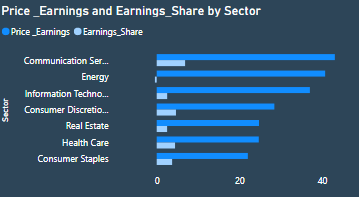 Price _Earnings and Earnings_Share by Sector
Price _Earnings Earnings_Share
Communication Ser...
Energy
Information Techno...
Consumer Discretio...
Real Estate
Health Care
Consumer Staples
Sector
0 20 40